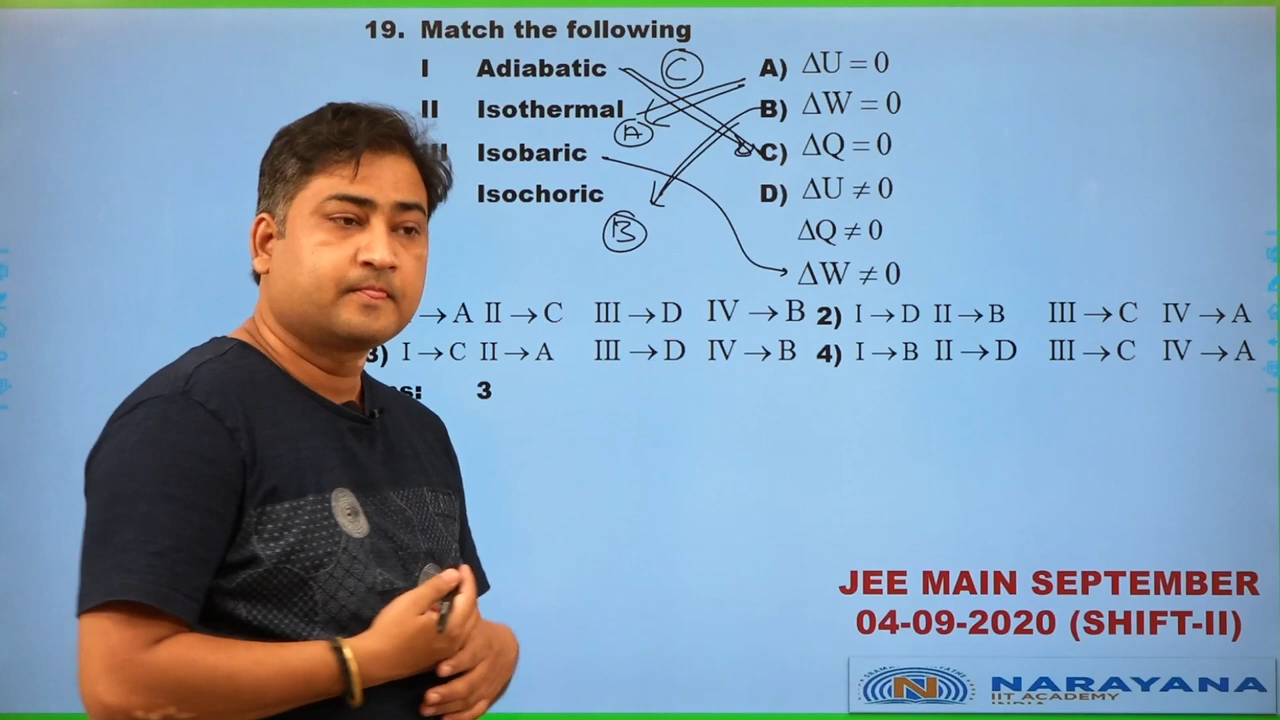 19. Match the following
I Adiabatic C A) ΔU = 0
II Isothermal B) ΔW = 0
A
Isobaric C) ΔQ = 0
Isochoric D) ΔU ≠ 0
B ΔQ ≠ 0
ΔW ≠ 0
→ A II → C III → D IV → B 2) I → D II → B III → C IV → A
3) I → C II → A III → D IV → B 4) I → B II → D III → C IV → A
3
JEE MAIN SEPTEMBER
04-09-2020 (SHIFT-II)
N NARAYANA
IIT ACADEMY
INDIA